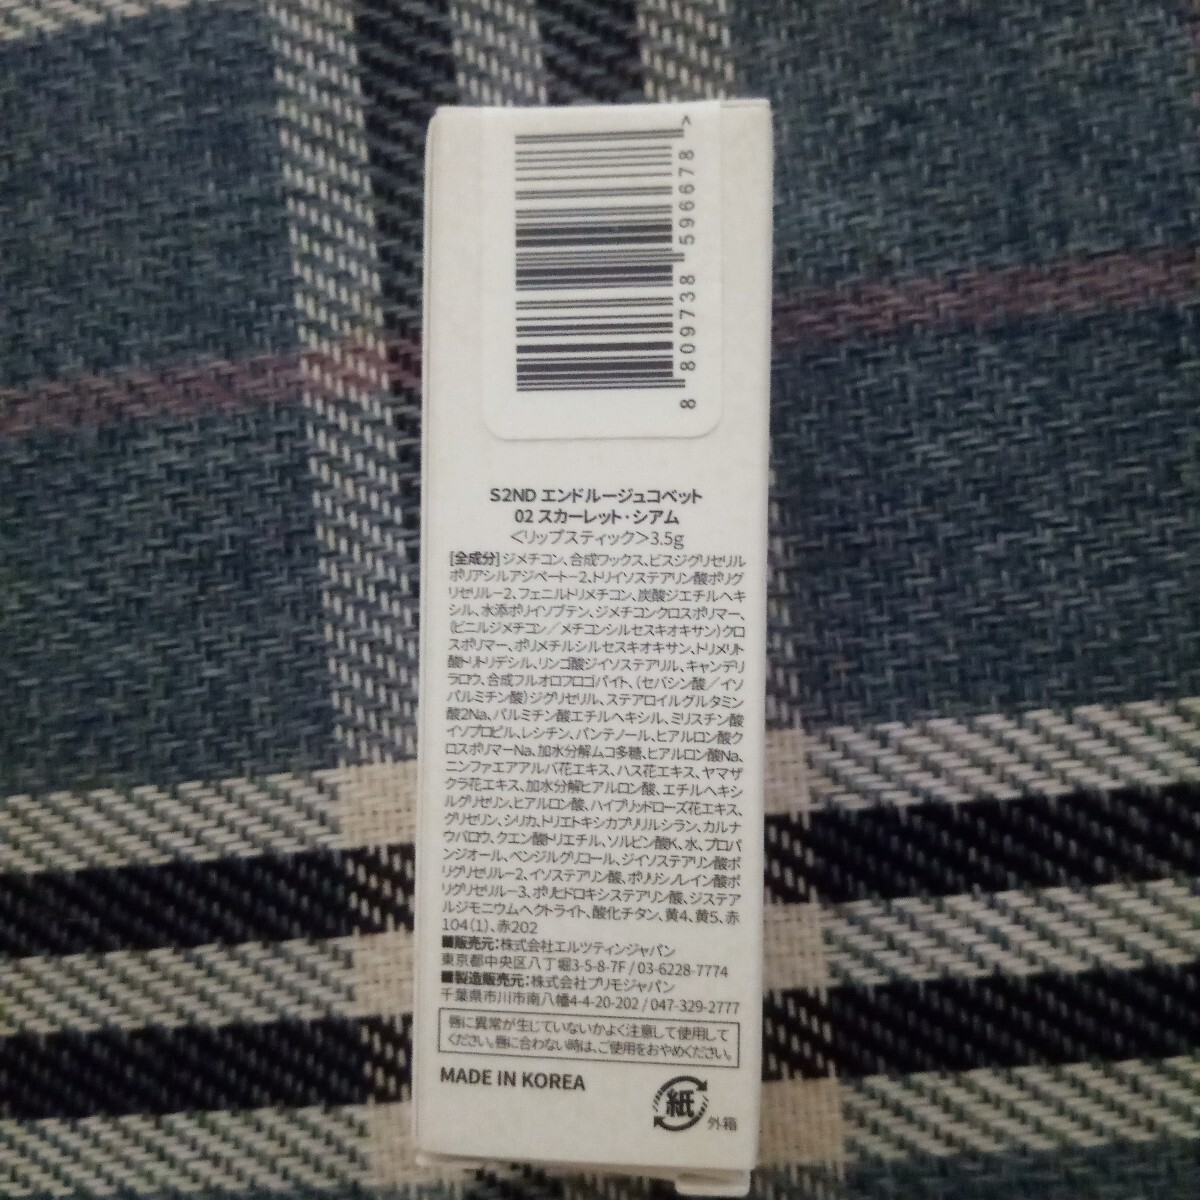 8 809738 596678 >
S2ND エンドルージュコベット
02 スカーレット・シアム
<リップスティック>3.5g
[全成分]ジメチコン、合成ワックス、ビスジグリセリル
ポリアシルアジペート-2、トリイソステアリン酸ポリグ
リセリル-2、フェニルトリメチコン、炭酸ジエチルヘキ
シル、水添ポリイソブテン、ジメチコンクロスポリマー、
(ビニルジメチコン/メチコンシルセスキオキサン)クロ
スポリマー、ポリメチルシルセスキオキサン、トリメリト
酸トリトリデシル、リンゴ酸ジイソステアリル、キャンデリ
ラロウ、合成フルオロフロゴパイト、(セバシン酸/イソ
パルミチン酸)ジグリセリル、ステアロイルグルタミン
酸2Na、パルミチン酸エチルヘキシル、ミリスチン酸
イソプロピル、レシチン、パンテノール、ヒアルロン酸ク
ロスポリマーNa、加水分解ムコ多糖、ヒアルロン酸Na、
ニンファエアアルバ花エキス、ハス花エキス、ヤマザ
クラ花エキス、加水分解ヒアルロン酸、エチルヘキシ
ルグリセリン、ヒアルロン酸、ハイブリッドローズ花エキス、
グリセリン、シリカ、トリエトキシカプリリルシラン、カルナ
ウバロウ、クエン酸トリエチル、ソルビン酸K、水、プロパ
ンジオール、ベンジルグリコール、ジイソステアリン酸ポ
リグリセリル-2、イソステアリン酸、ポリリシノレイン酸ポ
リグリセリル-3、ポリヒドロキシステアリン酸、ジステア
ルジモニウムヘクトライト、酸化チタン、黄4、黄5、赤
104(1)、赤202
■販売元:株式会社エルツティンジャパン
東京都中央区八丁堀3-5-8-7F / 03-6228-7774
■製造販売元:株式会社プリモジャパン
千葉県市川市南八幡4-4-20-202 / 047-329-2777
唇に異常が生じていないかよく注意して使用して
ください。唇に合わない時は、ご使用をおやめください。
MADE IN KOREA
紙
外箱